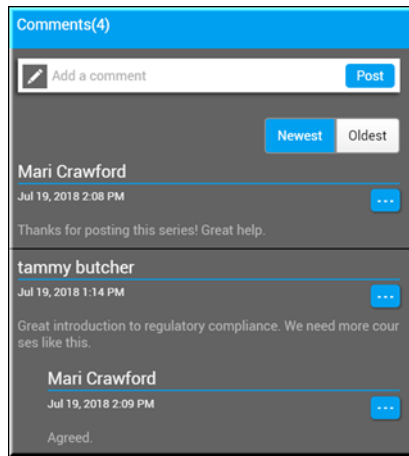 Comments(4)
Add a comment
Post
Newest
Oldest
Mari Crawford
Jul 19, 2018 2:08 PM
...
Thanks for posting this series! Great help.
tammy butcher
Jul 19, 2018 1:14 PM
...
Great introduction to regulatory compliance. We need more cour
ses like this.
Mari Crawford
Jul 19, 2018 2:09 PM
...
Agreed.